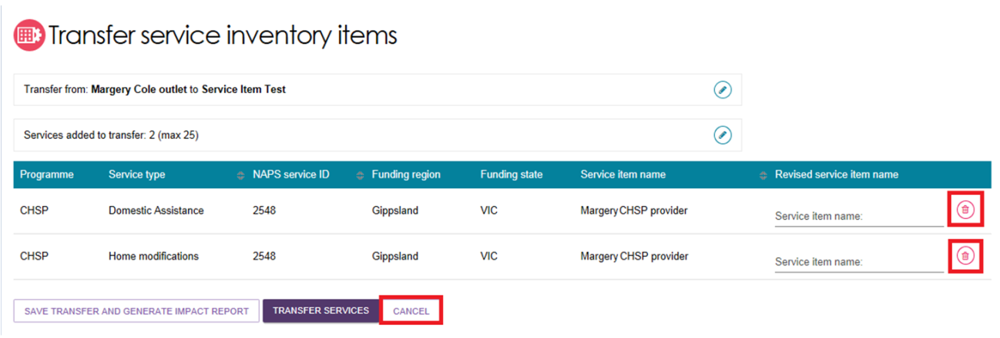 Transfer service inventory items
Transfer from: Margery Cole outlet to Service Item Test
Services added to transfer: 2 (max 25)
Programme Service type NAPS service ID Funding region Funding state Service item name Revised service item name
CHSP Domestic Assistance 2548 Gippsland VIC Margery CHSP provider Service item name:
CHSP Home modifications 2548 Gippsland VIC Margery CHSP provider Service item name:
SAVE TRANSFER AND GENERATE IMPACT REPORT TRANSFER SERVICES CANCEL